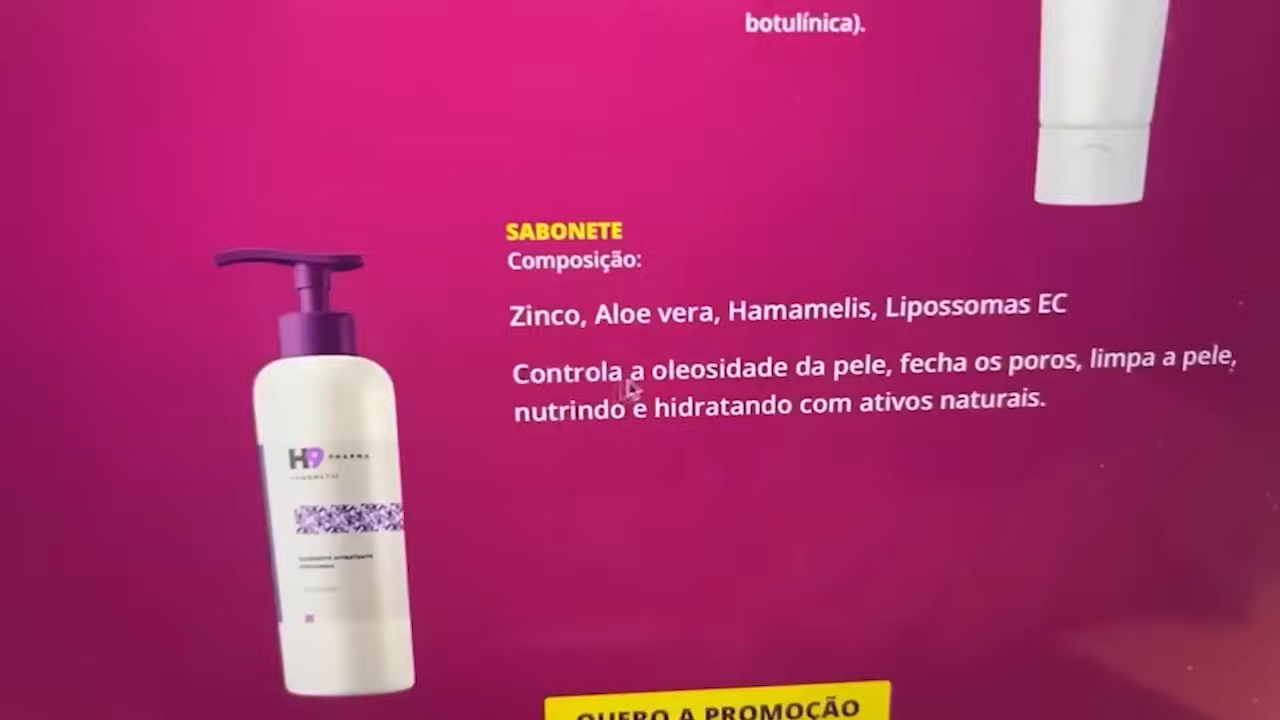 botulínica).
SABONETE
Composição:
Zinco, Aloe vera, Hamamelis, Lipossomas EC
Controla a oleosidade da pele, fecha os poros, limpa a pele,
nutrindo e hidratando com ativos naturais.
H9 PHARMA
QUERO A PROMOÇÃO